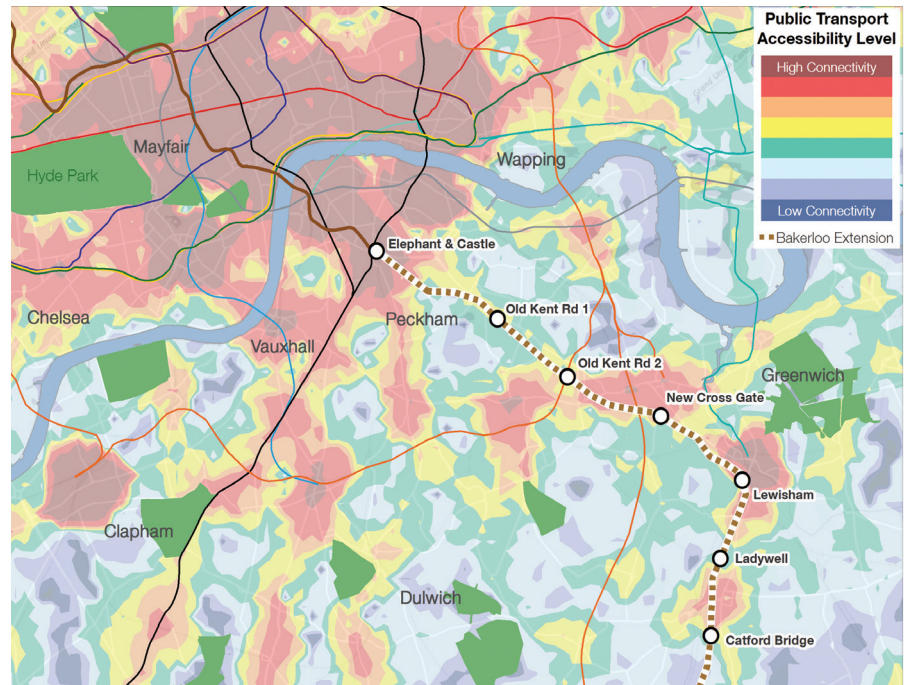 Public Transport
Accessibility Level
High Connectivity
Low Connectivity
Bakerloo Extension
Mayfair
Wapping
Hyde Park
Elephant & Castle
Chelsea
Peckham
Old Kent Rd 1
Vauxhall
Old Kent Rd 2
Greenwich
New Cross Gate
Lewisham
Clapham
Ladywell
Dulwich
Catford Bridge